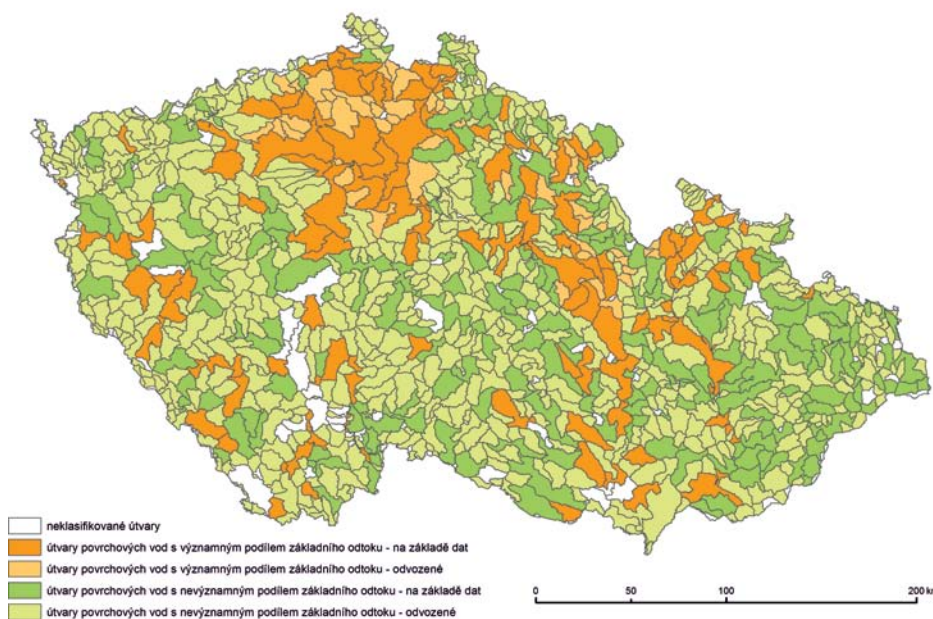 neklasifikované útvary
útvary povrchových vod s významným podílem základního odtoku - na základě dat
útvary povrchových vod s významným podílem základního odtoku - odvozené
útvary povrchových vod s nevýznamným podílem základního odtoku - na základě dat
útvary povrchových vod s nevýznamným podílem základního odtoku - odvozené
0 50 100 200 km